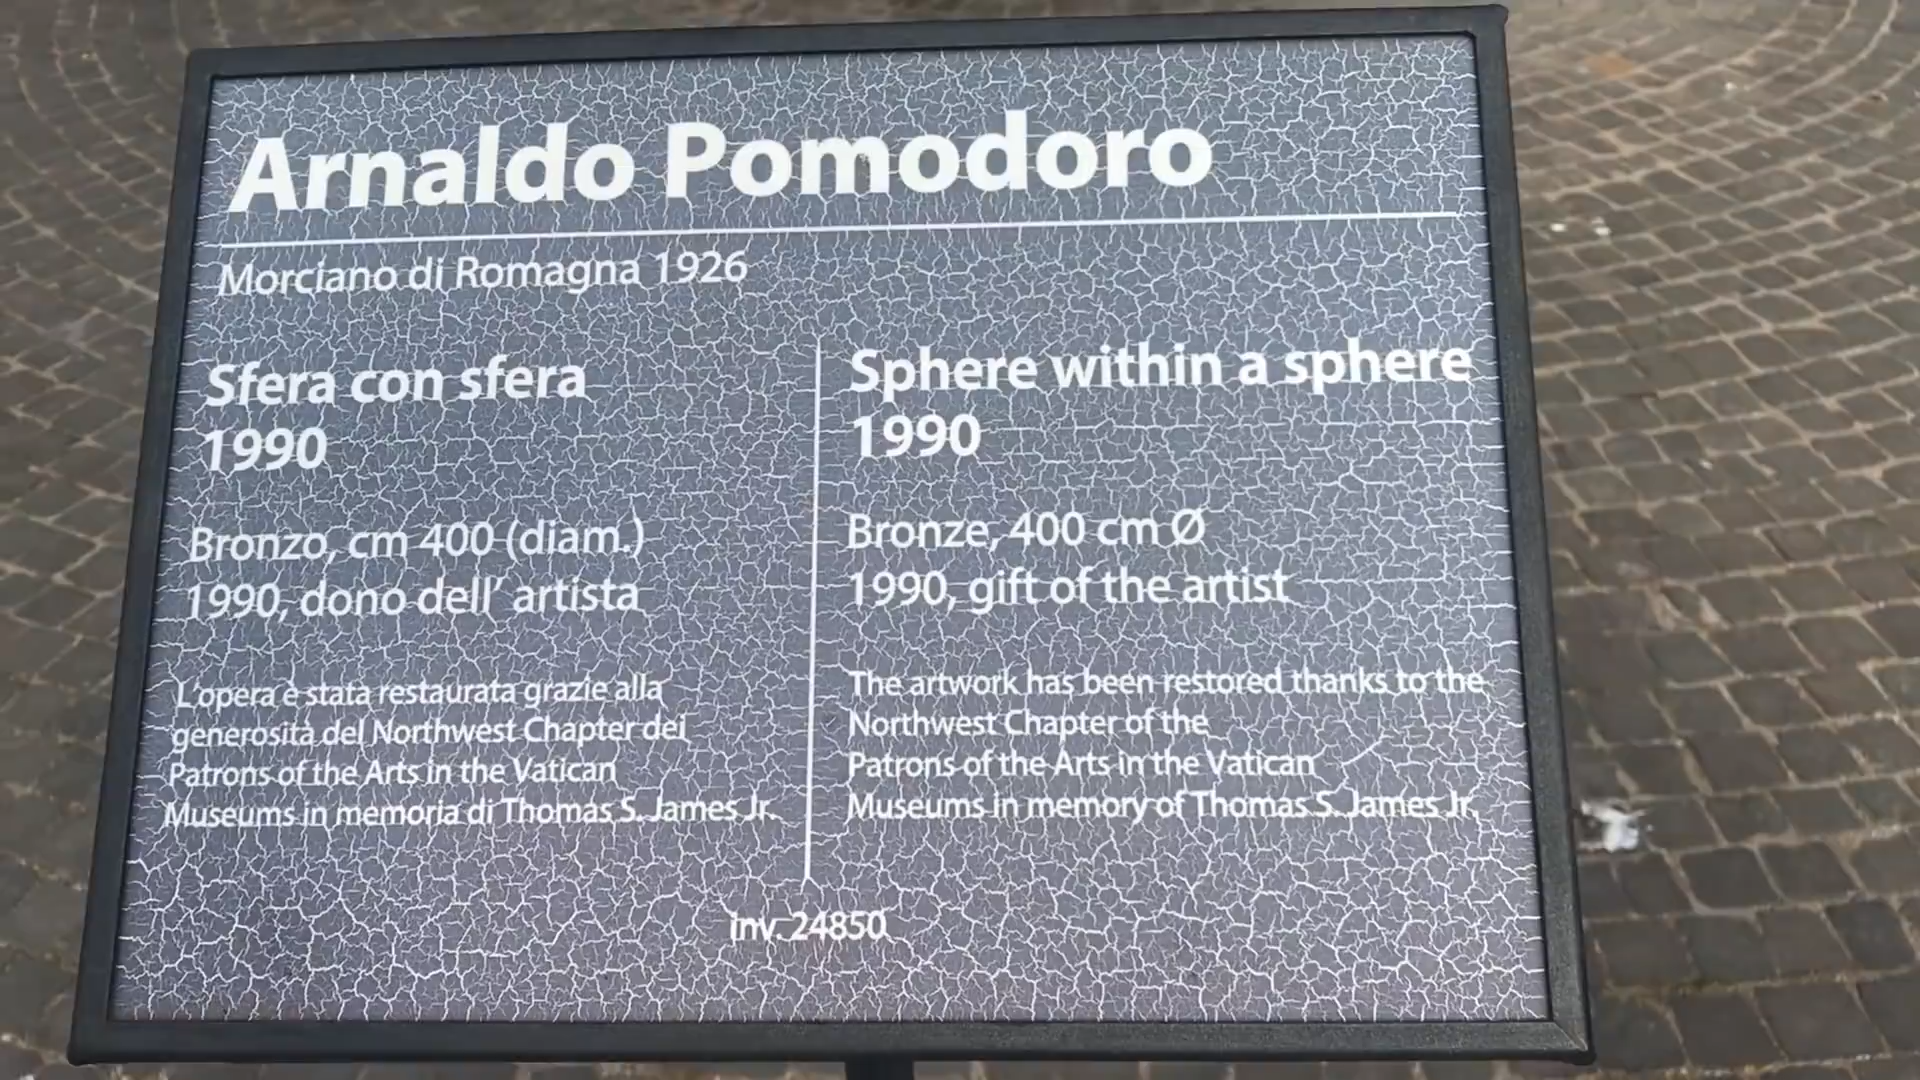 Arnaldo Pomodoro
Morciano di Romagna 1926
Sfera con sfera
1990
Bronzo, cm 400 (diam.)
1990, dono dell' artista
L'opera è stata restaurata grazie alla
generosità del Northwest Chapter dei
Patrons of the Arts in the Vatican
Museums in memoria di Thomas S. James Jr.
Sphere within a sphere
1990
Bronze, 400 cm Ø
1990, gift of the artist
The artwork has been restored thanks to the
Northwest Chapter of the
Patrons of the Arts in the Vatican
Museums in memory of Thomas S. James Jr.
inv. 24850